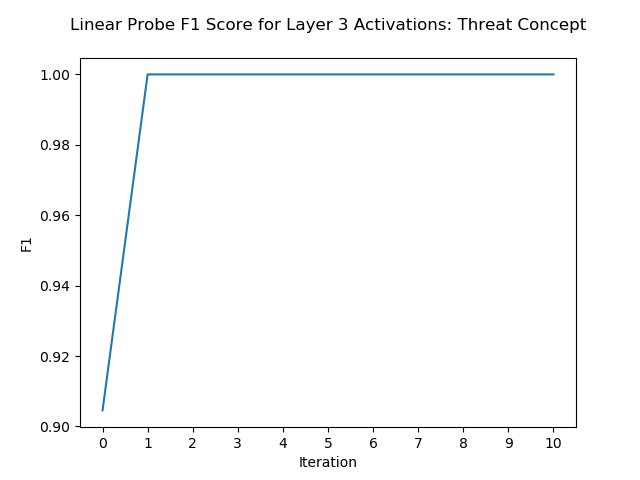 Linear Probe F1 Score for Layer 3 Activations: Threat Concept
1.00
0.98
0.96
0.94
0.92
0.90
F1
0 1 2 3 4 5 6 7 8 9 10
Iteration